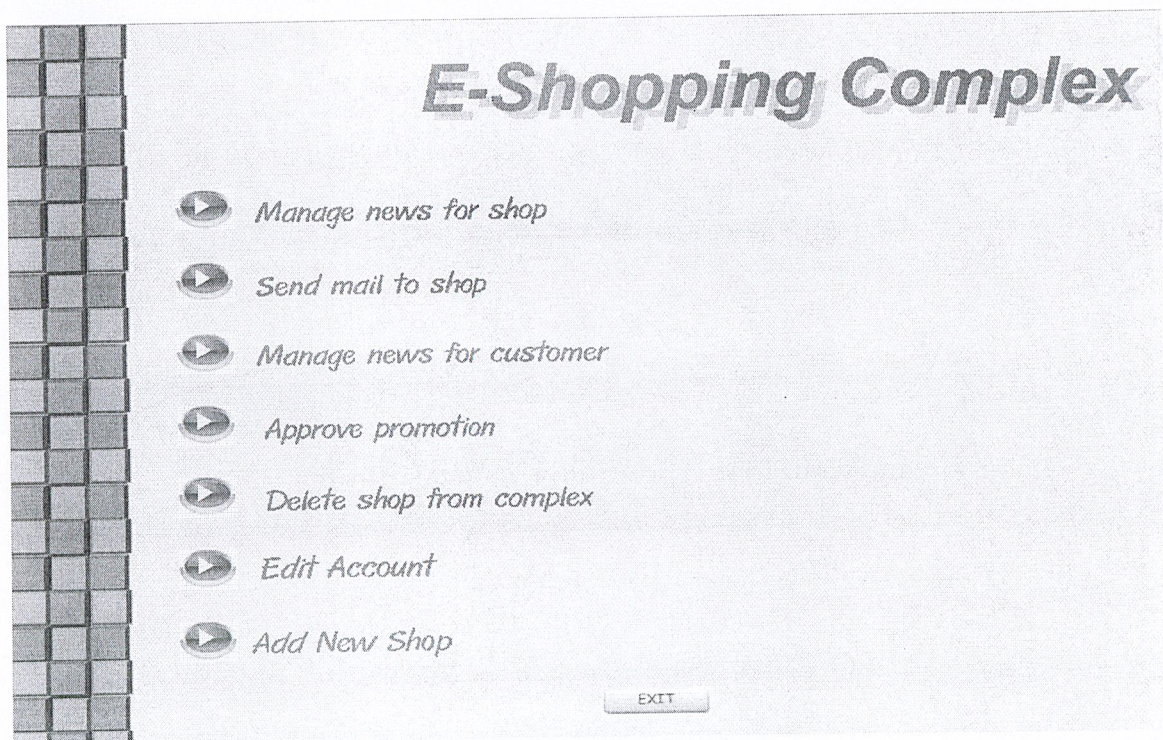 E-Shopping Complex
Manage news for shop
Send mail to shop
Manage news for customer
Approve promotion
Delete shop from complex
Edit Account
Add New Shop
EXIT